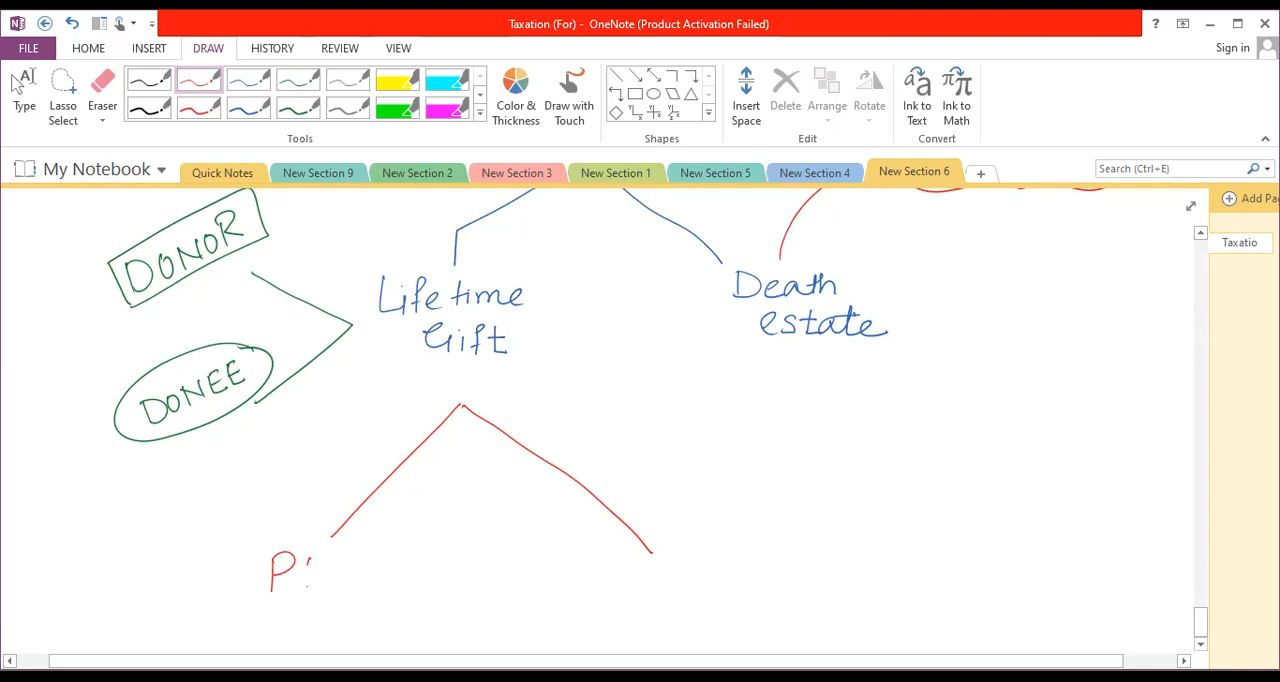 Taxation (For) - OneNote (Product Activation Failed)
?
FILE HOME INSERT DRAW HISTORY REVIEW VIEW
Sign in
Type
Lasso Select
Eraser
Color & Thickness
Draw with Touch
Insert Space
Delete
Arrange
Rotate
Ink to Text
Ink to Math
Tools
Shapes
Edit
Convert
My Notebook
Quick Notes
New Section 9
New Section 2
New Section 3
New Section 1
New Section 5
New Section 4
New Section 6
Search (Ctrl+E)
Add Pa
Taxatio
DONOR
Lifetime
Gift
Death
estate
DONEE
P